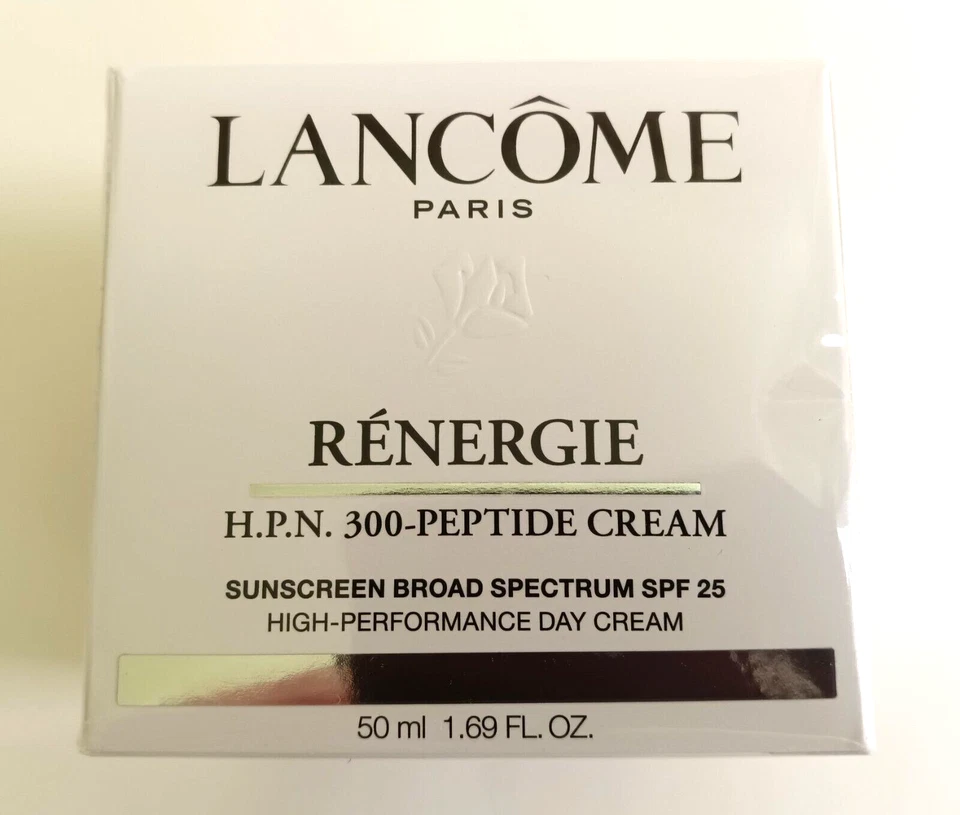 LANCÔME
PARIS
RÉNERGIE
H.P.N. 300-PEPTIDE CREAM
SUNSCREEN BROAD SPECTRUM SPF 25
HIGH-PERFORMANCE DAY CREAM
50 ml 1.69 FL. OZ.